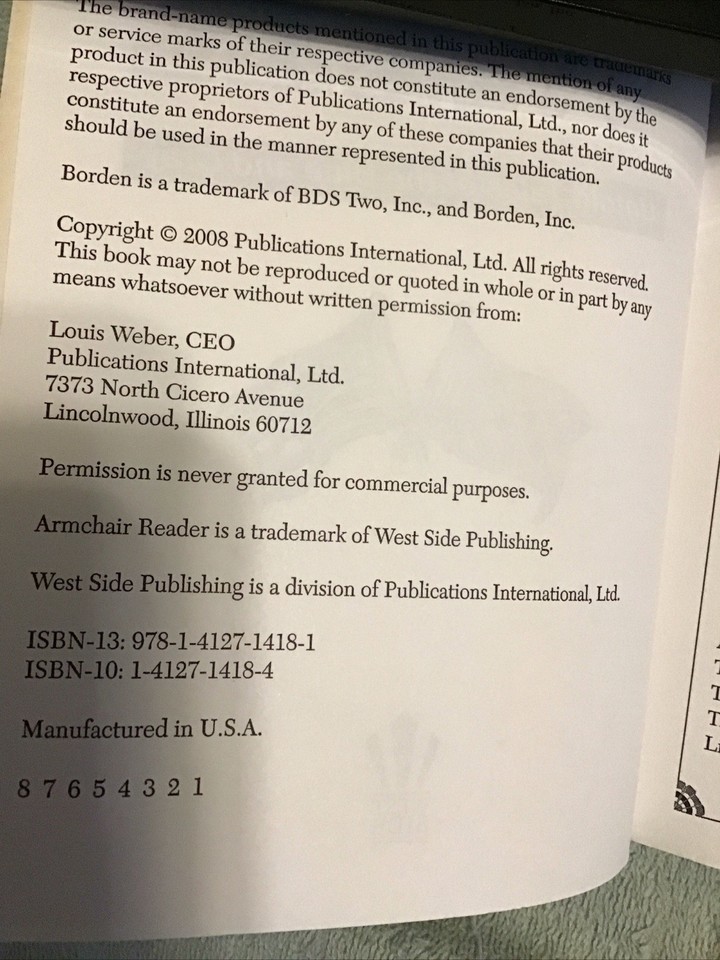 The brand-name products mentioned in this publication are trademarks
or service marks of their respective companies. The mention of any
product in this publication does not constitute an endorsement by the
respective proprietors of Publications International, Ltd., nor does it
constitute an endorsement by any of these companies that their products
should be used in the manner represented in this publication.
Borden is a trademark of BDS Two, Inc., and Borden, Inc.
Copyright © 2008 Publications International, Ltd. All rights reserved.
This book may not be reproduced or quoted in whole or in part by any
means whatsoever without written permission from:
Louis Weber, CEO
Publications International, Ltd.
7373 North Cicero Avenue
Lincolnwood, Illinois 60712
Permission is never granted for commercial purposes.
Armchair Reader is a trademark of West Side Publishing.
West Side Publishing is a division of Publications International, Ltd.
ISBN-13: 978-1-4127-1418-1
ISBN-10: 1-4127-1418-4
Manufactured in U.S.A.
8 7 6 5 4 3 2 1